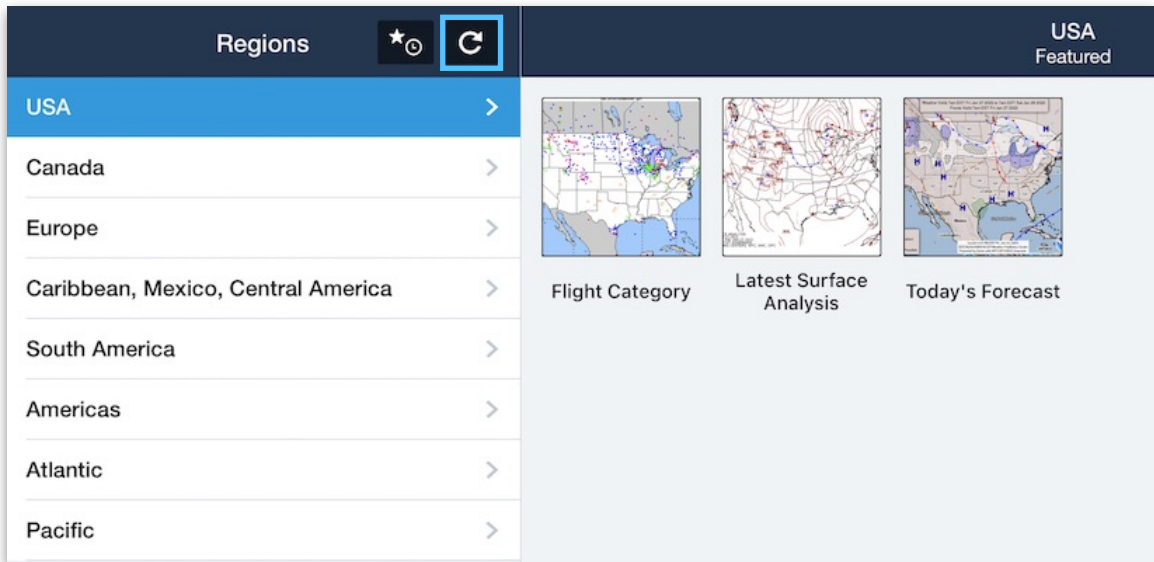 Regions
USA
Featured
USA
Canada
Europe
Caribbean, Mexico, Central America
South America
Americas
Atlantic
Pacific
Flight Category
Latest Surface
Analysis
Today's Forecast